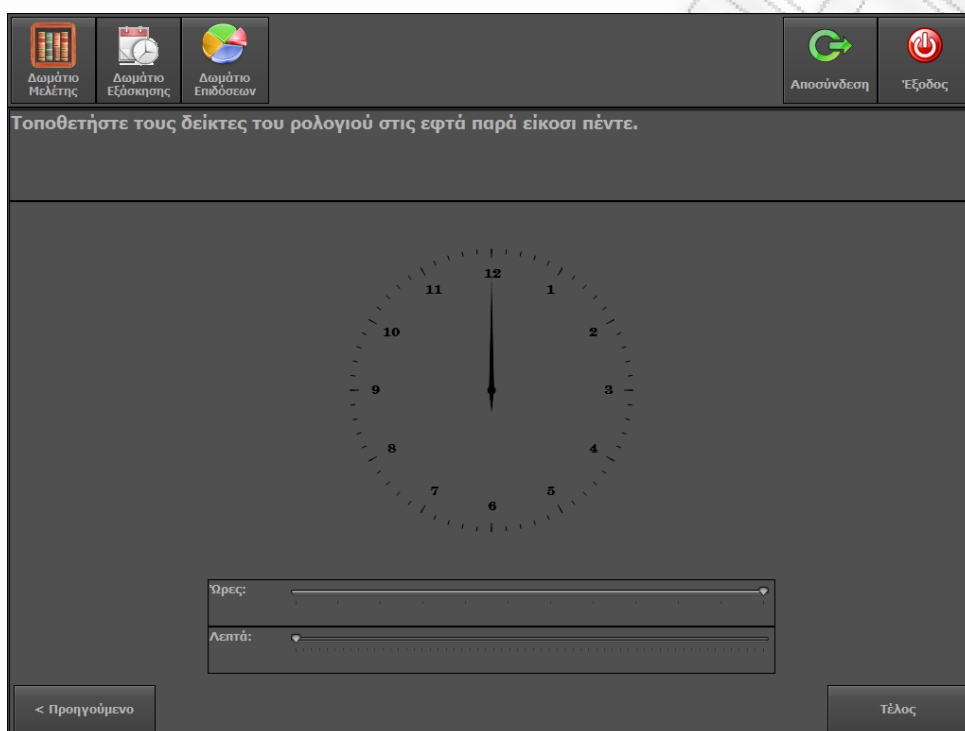 Δωμάτιο Μελέτης
Δωμάτιο Εξάσκησης
Δωμάτιο Επιδόσεων
Αποσύνδεση
Έξοδος
Τοποθετήστε τους δείκτες του ρολογιού στις εφτά παρά είκοσι πέντε.
12
11
1
10
2
9
3
8
4
7
5
6
Ώρες:
Λεπτά:
< Προηγούμενο
Τέλος